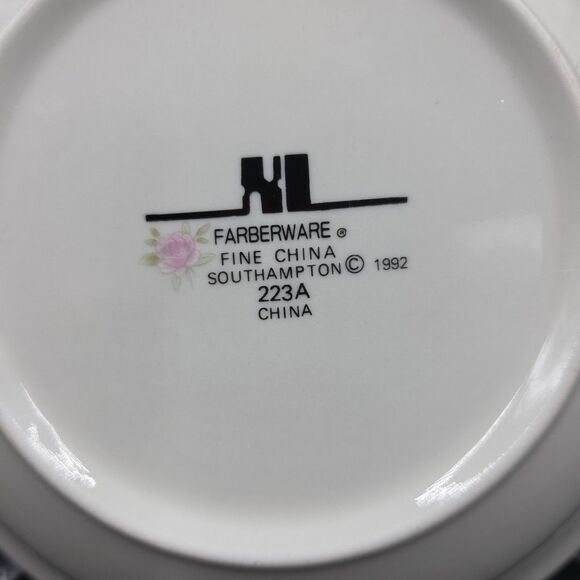 FARBERWARE ®
FINE CHINA
SOUTHAMPTON © 1992
223A
CHINA